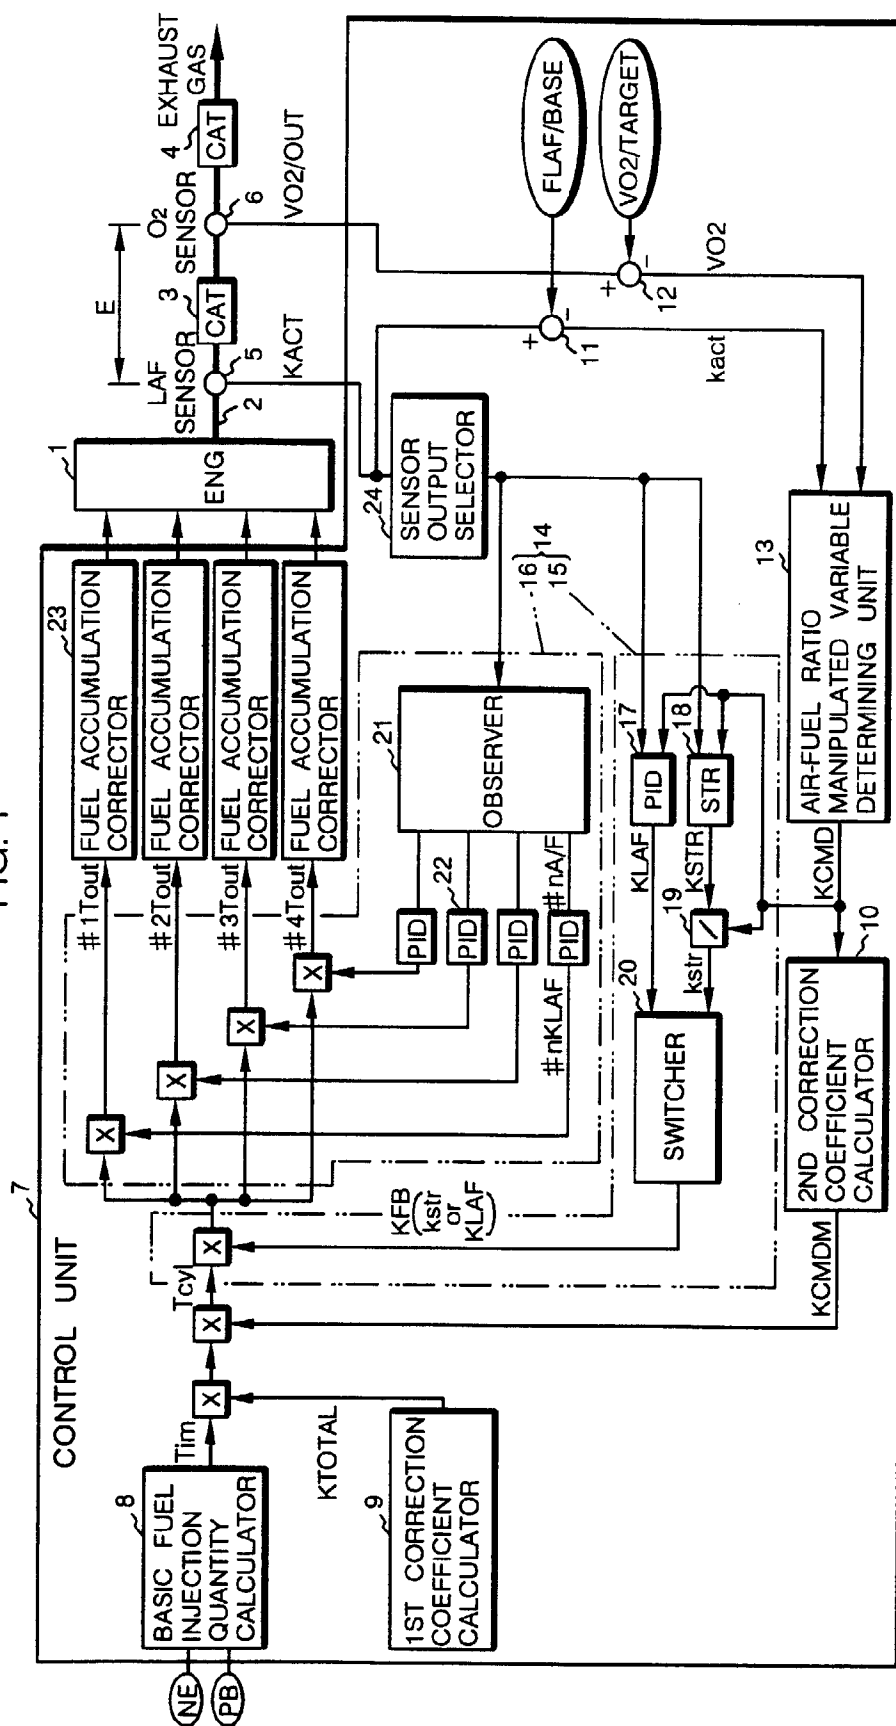 FIG. 1
CONTROL UNIT
7
NE
PB
8
BASIC FUEL
INJECTION
QUANTITY
CALCULATOR
Tim
X
KTOTAL
9
1ST CORRECTION
COEFFICIENT
CALCULATOR
X
Tcyl
X
KCMDM
KFB
kstr
or
KLAF
X
X
X
X
#1Tout
#2Tout
#3Tout
#4Tout
23
FUEL ACCUMULATION
CORRECTOR
FUEL ACCUMULATION
CORRECTOR
FUEL ACCUMULATION
CORRECTOR
FUEL ACCUMULATION
CORRECTOR
1
ENG
2
LAF
SENSOR
5
KACT
E
3
CAT
O2
SENSOR
6
VO2/OUT
4
CAT
EXHAUST
GAS
24
SENSOR
OUTPUT
SELECTOR
16
15
14
21
OBSERVER
PID
PID
PID
PID
22
#nA/F
#nKLAF
20
SWITCHER
KLAF
17
PID
kstr
19
/
KSTR
18
STR
10
2ND CORRECTION
COEFFICIENT
CALCULATOR
KCMD
13
AIR-FUEL RATIO
MANIPULATED VARIABLE
DETERMINING UNIT
kact
+
-
11
FLAF/BASE
VO2
+
-
12
VO2/TARGET